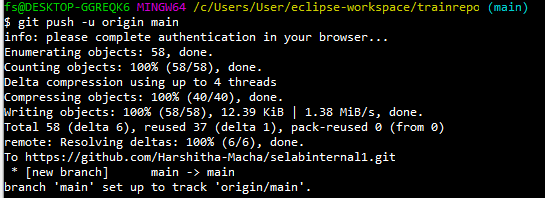 fs@DESKTOP-GGREQK6 MINGW64 /c/Users/User/eclipse-workspace/trainrepo (main)
$ git push -u origin main
info: please complete authentication in your browser...
Enumerating objects: 58, done.
Counting objects: 100% (58/58), done.
Delta compression using up to 4 threads
Compressing objects: 100% (40/40), done.
Writing objects: 100% (58/58), 12.39 KiB | 1.38 MiB/s, done.
Total 58 (delta 6), reused 37 (delta 1), pack-reused 0 (from 0)
remote: Resolving deltas: 100% (6/6), done.
To https://github.com/Harshitha-Macha/selabinternal1.git
 * [new branch]      main -> main
branch 'main' set up to track 'origin/main'.